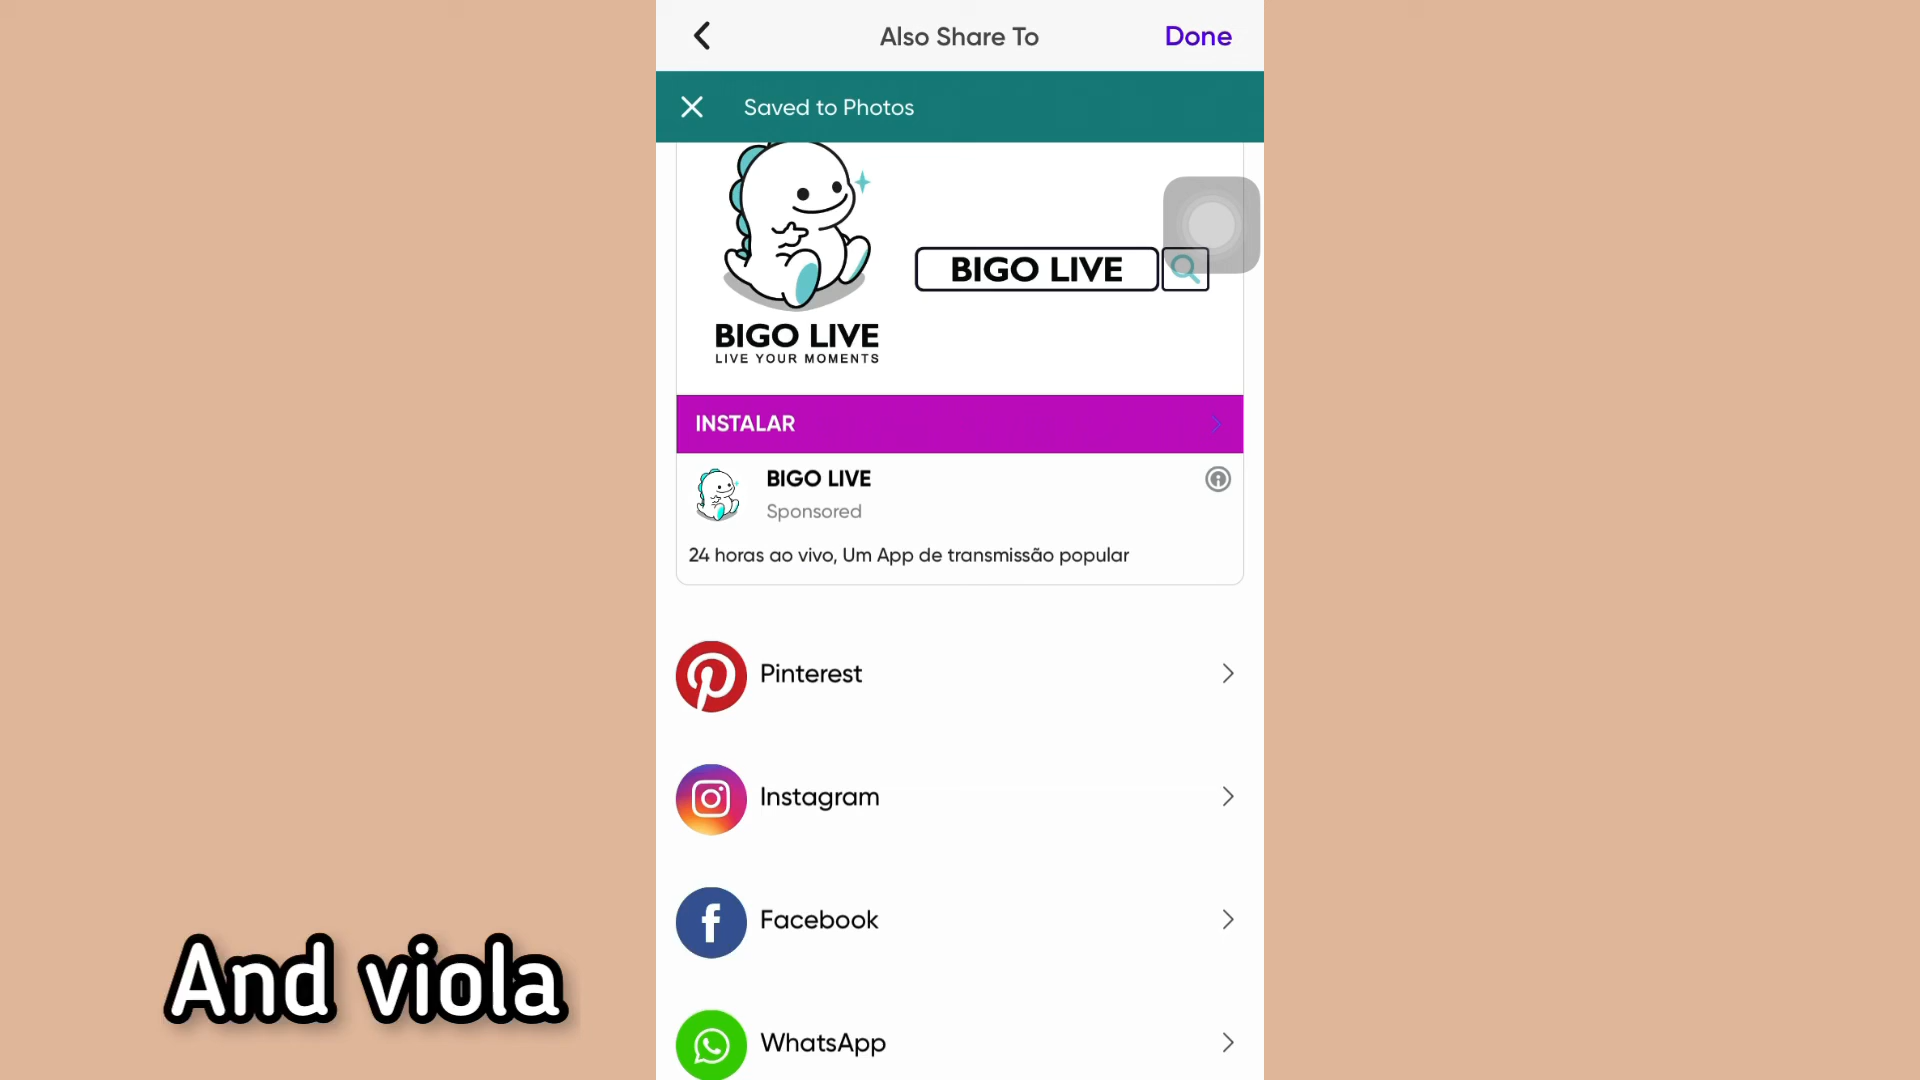 Also Share To
Done
Saved to Photos
BIGO LIVE
BIGO LIVE
LIVE YOUR MOMENTS
INSTALAR
BIGO LIVE
Sponsored
24 horas ao vivo, Um App de transmissão popular
Pinterest
Instagram
Facebook
And viola
WhatsApp